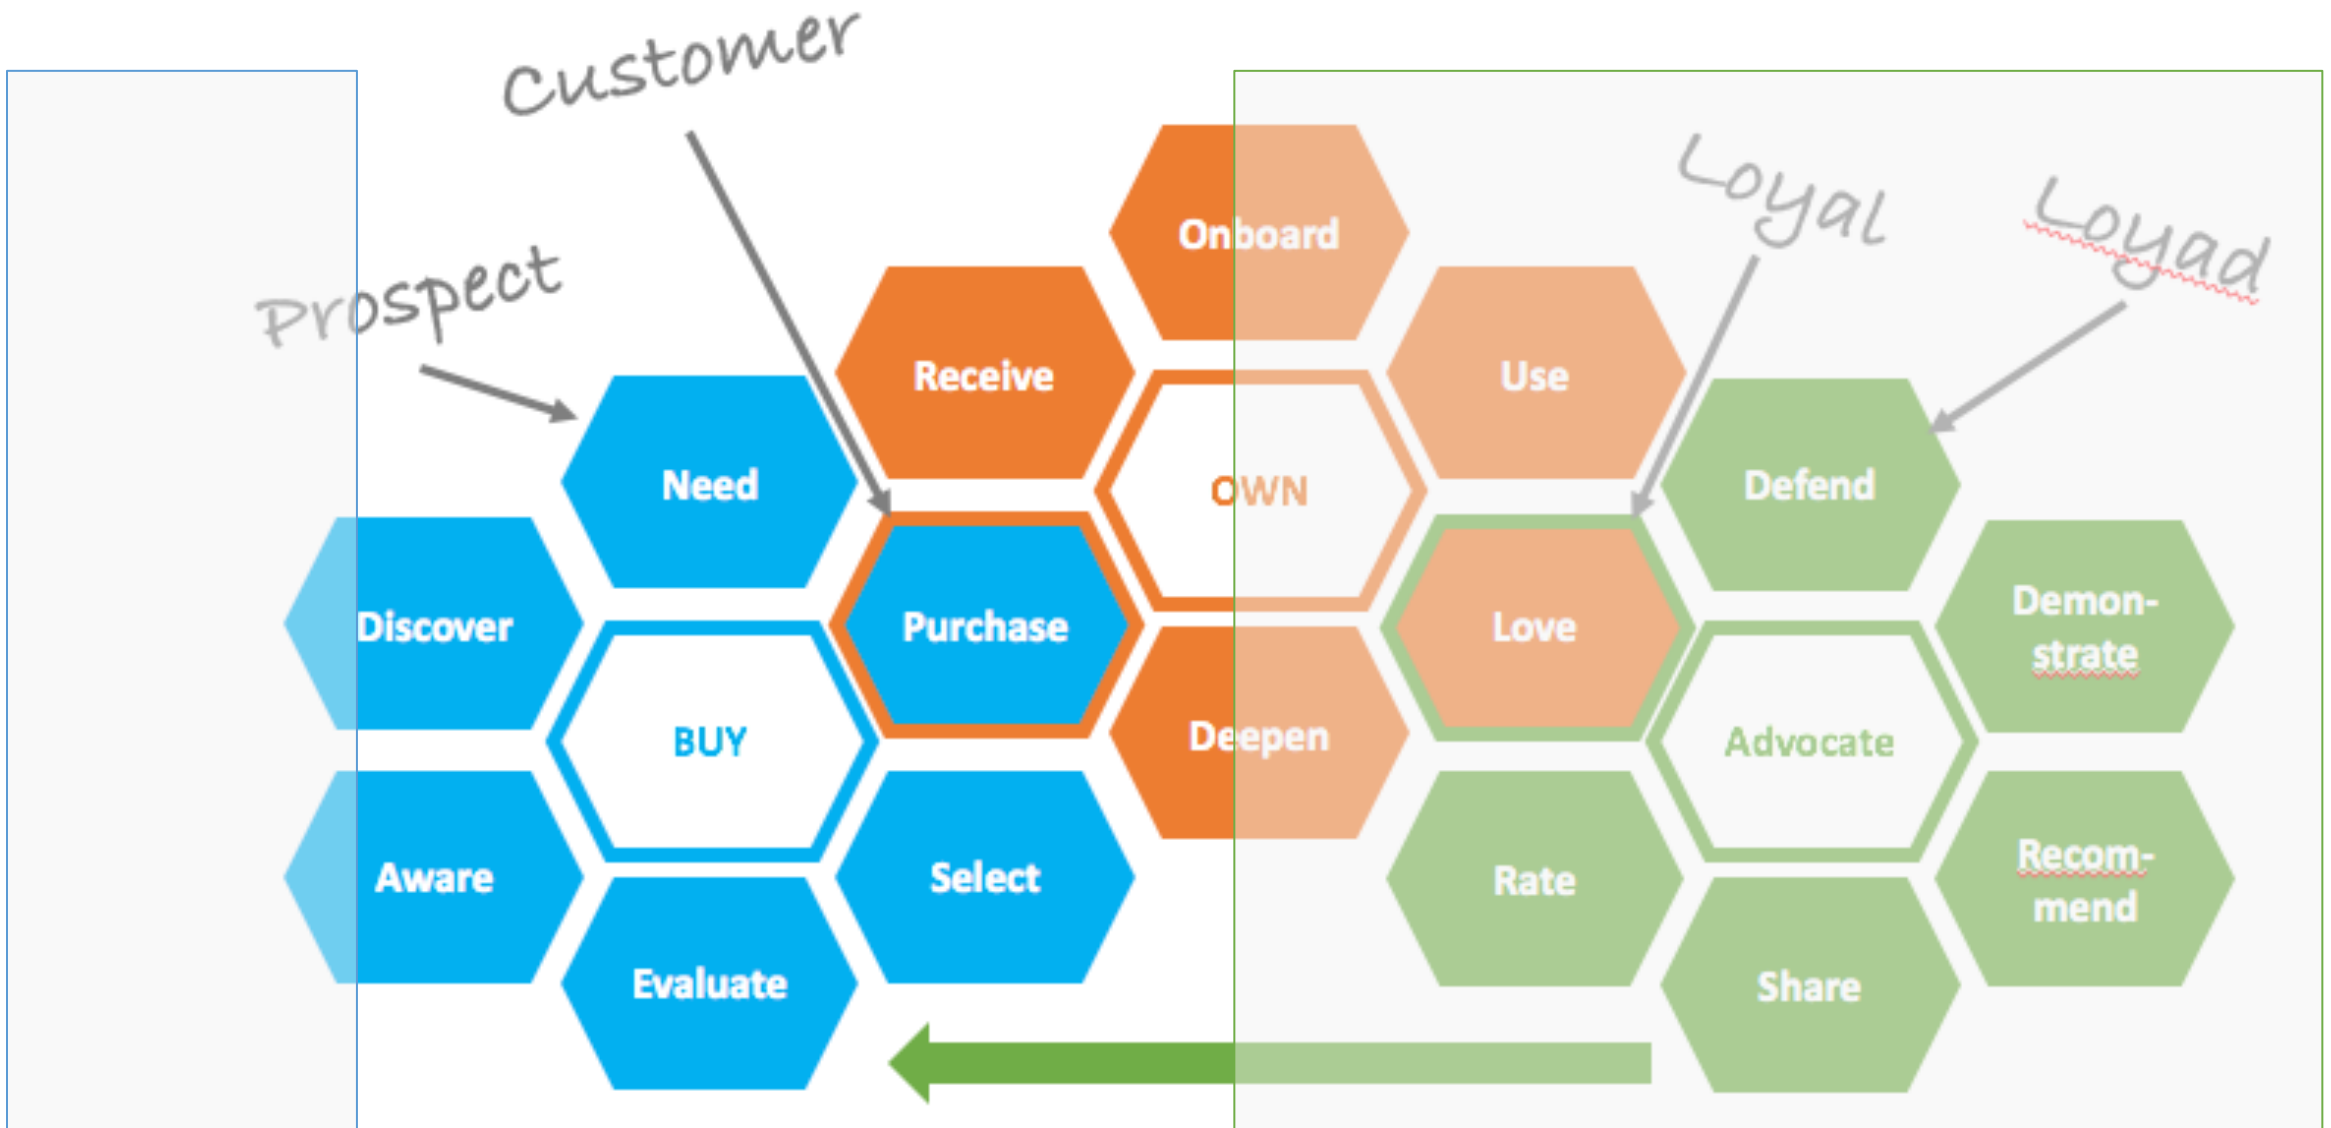 Customer
Prospect
Loyal
Loyad
Onboard
Receive
Use
Need
OWN
Defend
Discover
Purchase
Love
Demon-
strate
BUY
Deepen
Advocate
Aware
Select
Rate
Recom-
mend
Evaluate
Share